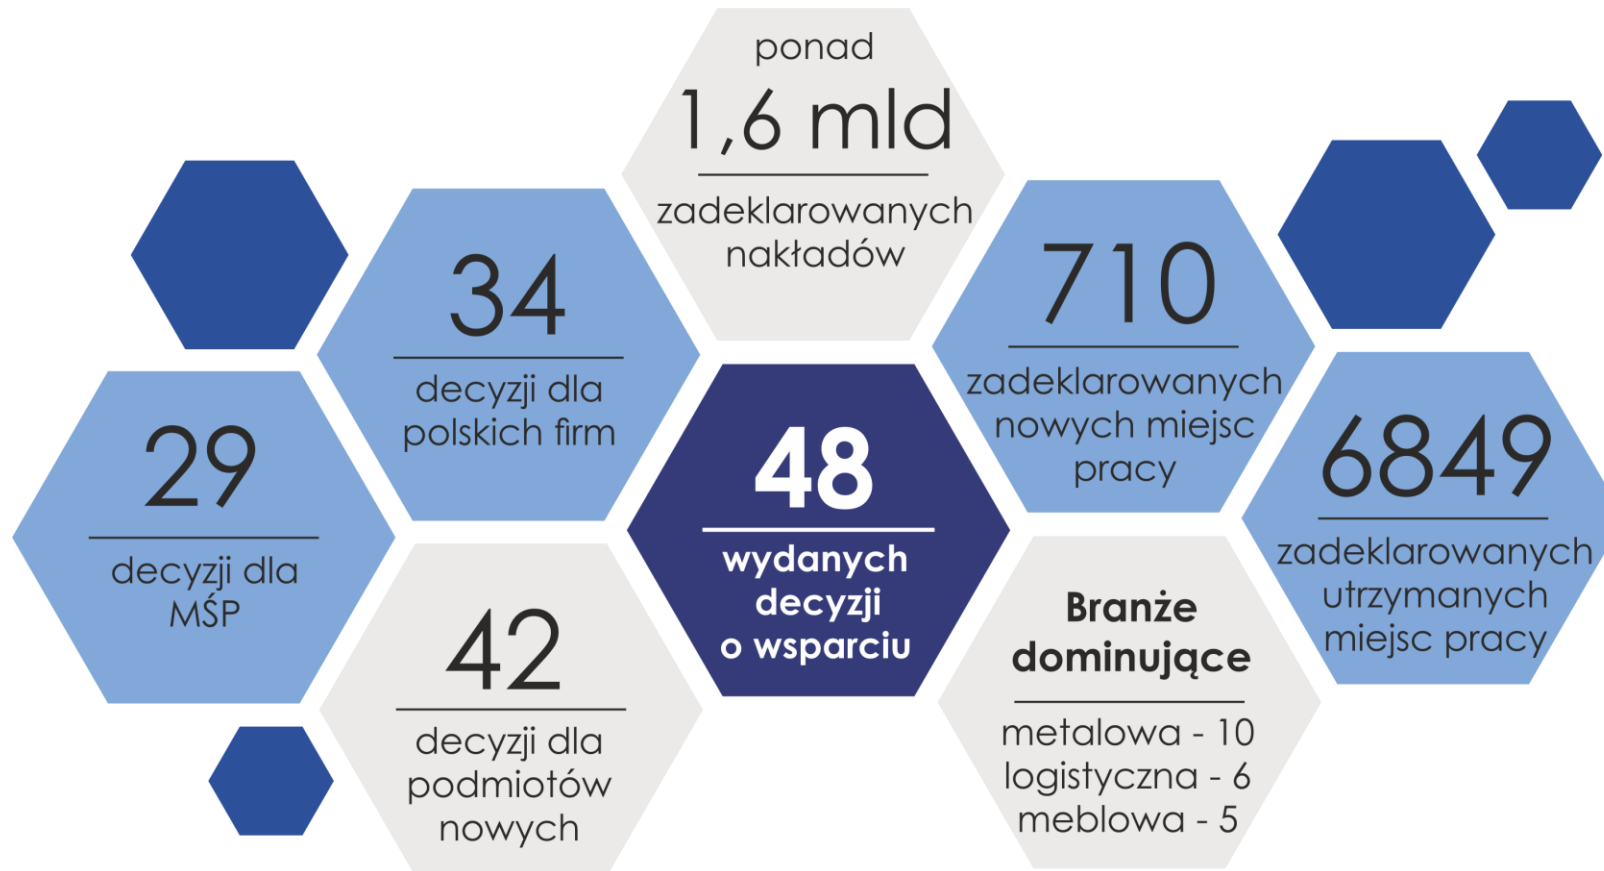 ponad
1,6 mld
zadeklarowanych
nakładów
34
decyzji dla
polskich firm
710
zadeklarowanych
nowych miejsc
pracy
29
decyzji dla
MŚP
48
wydanych
decyzji
o wsparciu
6849
zadeklarowanych
utrzymanych
miejsc pracy
42
decyzji dla
podmiotów
nowych
Branże
dominujące
metalowa - 10
logistyczna - 6
meblowa - 5